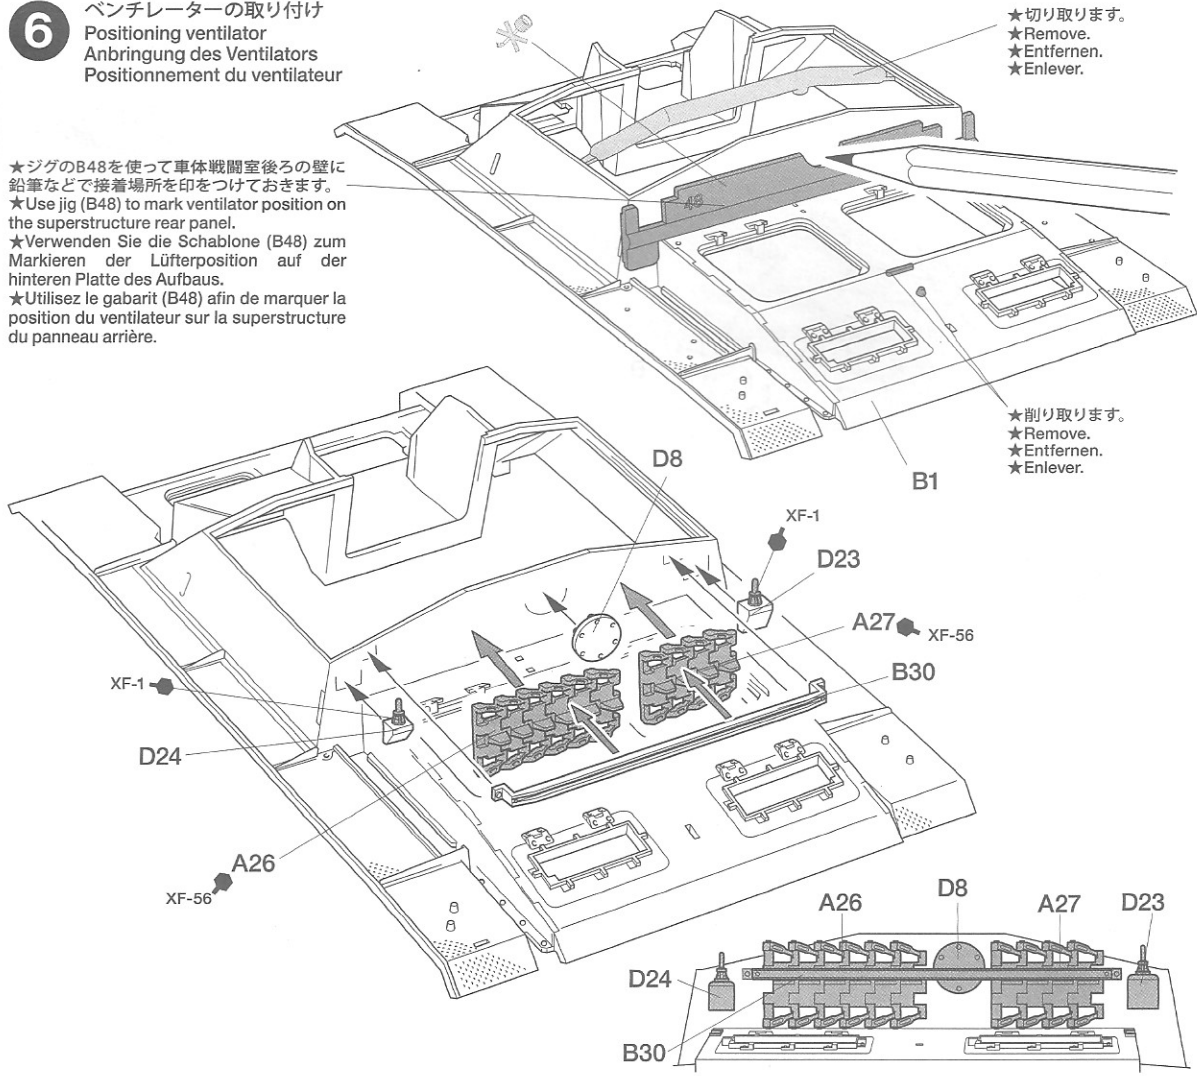 6
ベンチレーターの取り付け
Positioning ventilator
Anbringung des Ventilators
Positionnement du ventilateur
★切り取ります。
★Remove.
★Entfernen.
★Enlever.
★ジグのB48を使って車体戦闘室後ろの壁に
鉛筆などで接着場所を印をつけておきます。
★Use jig (B48) to mark ventilator position on
the superstructure rear panel.
★Verwenden Sie die Schablone (B48) zum
Markieren der Lüfterposition auf der
hinteren Platte des Aufbaus.
★Utilisez le gabarit (B48) afin de marquer la
position du ventilateur sur la superstructure
du panneau arrière.
48
★削り取ります。
★Remove.
★Entfernen.
★Enlever.
B1
D8
XF-1
D23
A27
XF-56
B30
XF-1
D24
A26
XF-56
A26
D8
A27
D23
D24
B30